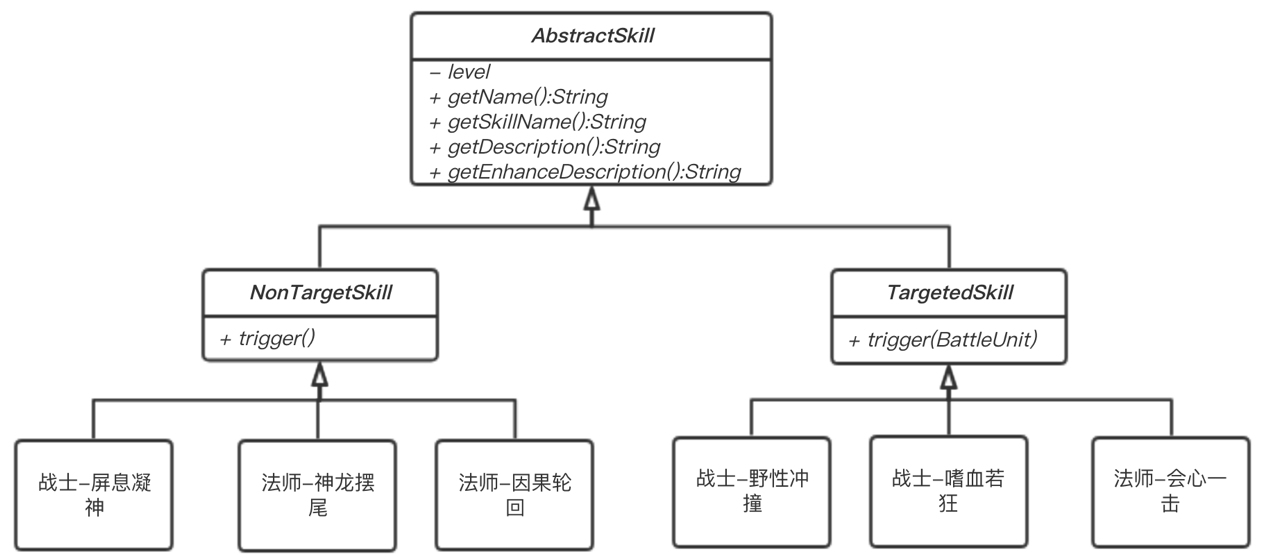 AbstractSkill
– level
+ getName():String
+ getSkillName():String
+ getDescription():String
+ getEnhanceDescription():String
NonTargetSkill
+ trigger()
TargetedSkill
+ trigger(BattleUnit)
战士–屏息凝
神
法师–神龙摆
尾
法师–因果轮
回
战士–野性冲
撞
战士–嗜血若
狂
法师–会心一
击